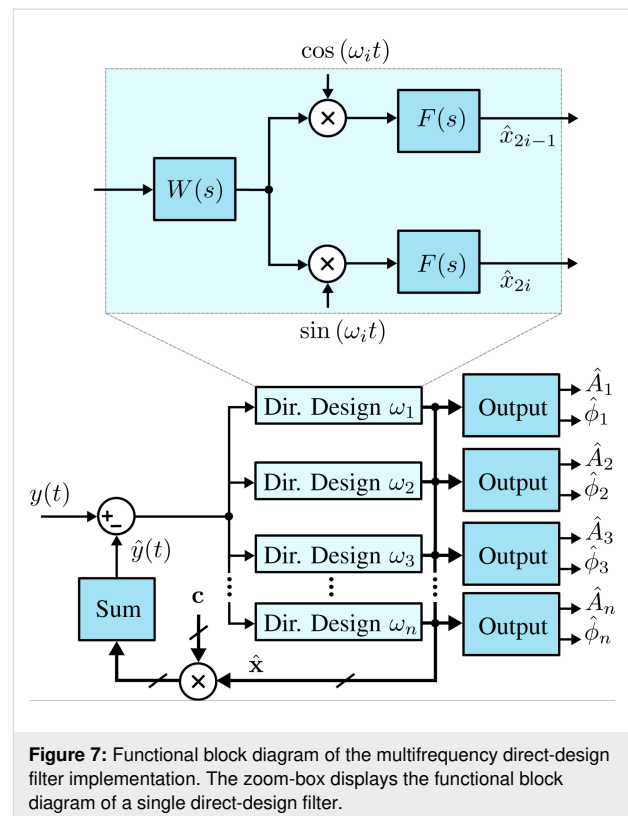 cos (ωᵢt)
W(s)
F(s)
x̂₂ᵢ₋₁
F(s)
x̂₂ᵢ
sin (ωᵢt)
Dir. Design ω₁
Output
Â₁
φ̂₁
Dir. Design ω₂
Output
Â₂
φ̂₂
y(t)
+
−
ŷ(t)
Dir. Design ω₃
Output
Â₃
φ̂₃
Sum
c
Dir. Design ωₙ
Output
Âₙ
φ̂ₙ
x̂
Figure 7: Functional block diagram of the multifrequency direct-design
filter implementation. The zoom-box displays the functional block
diagram of a single direct-design filter.